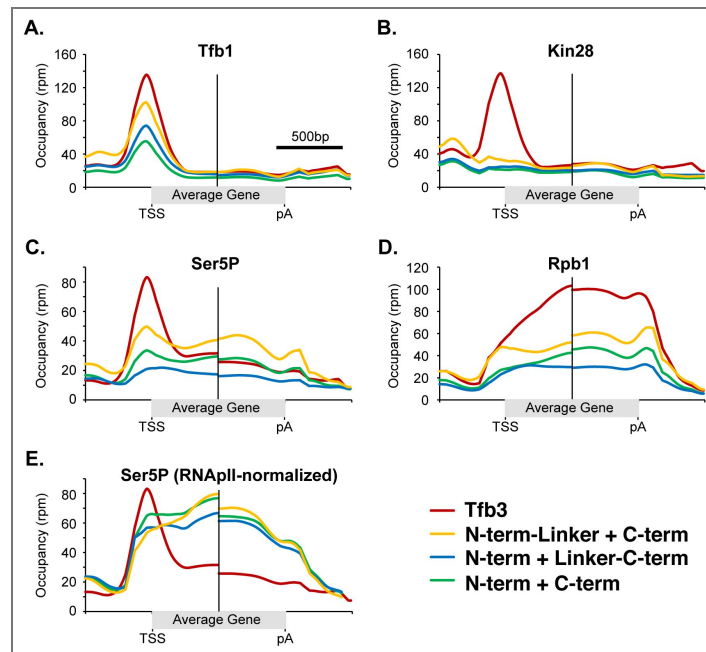 A.
Tfb1
Occupancy (rpm)
160
120
80
40
0
500bp
Average Gene
TSS
pA
B.
Kin28
Occupancy (rpm)
160
120
80
40
0
Average Gene
TSS
pA
C.
Ser5P
Occupancy (rpm)
80
60
40
20
0
Average Gene
TSS
pA
D.
Rpb1
Occupancy (rpm)
120
100
80
60
40
20
0
Average Gene
TSS
pA
E.
Ser5P (RNApII-normalized)
Occupancy (rpm)
80
60
40
20
0
Average Gene
TSS
pA
Tfb3
N-term-Linker + C-term
N-term + Linker-C-term
N-term + C-term